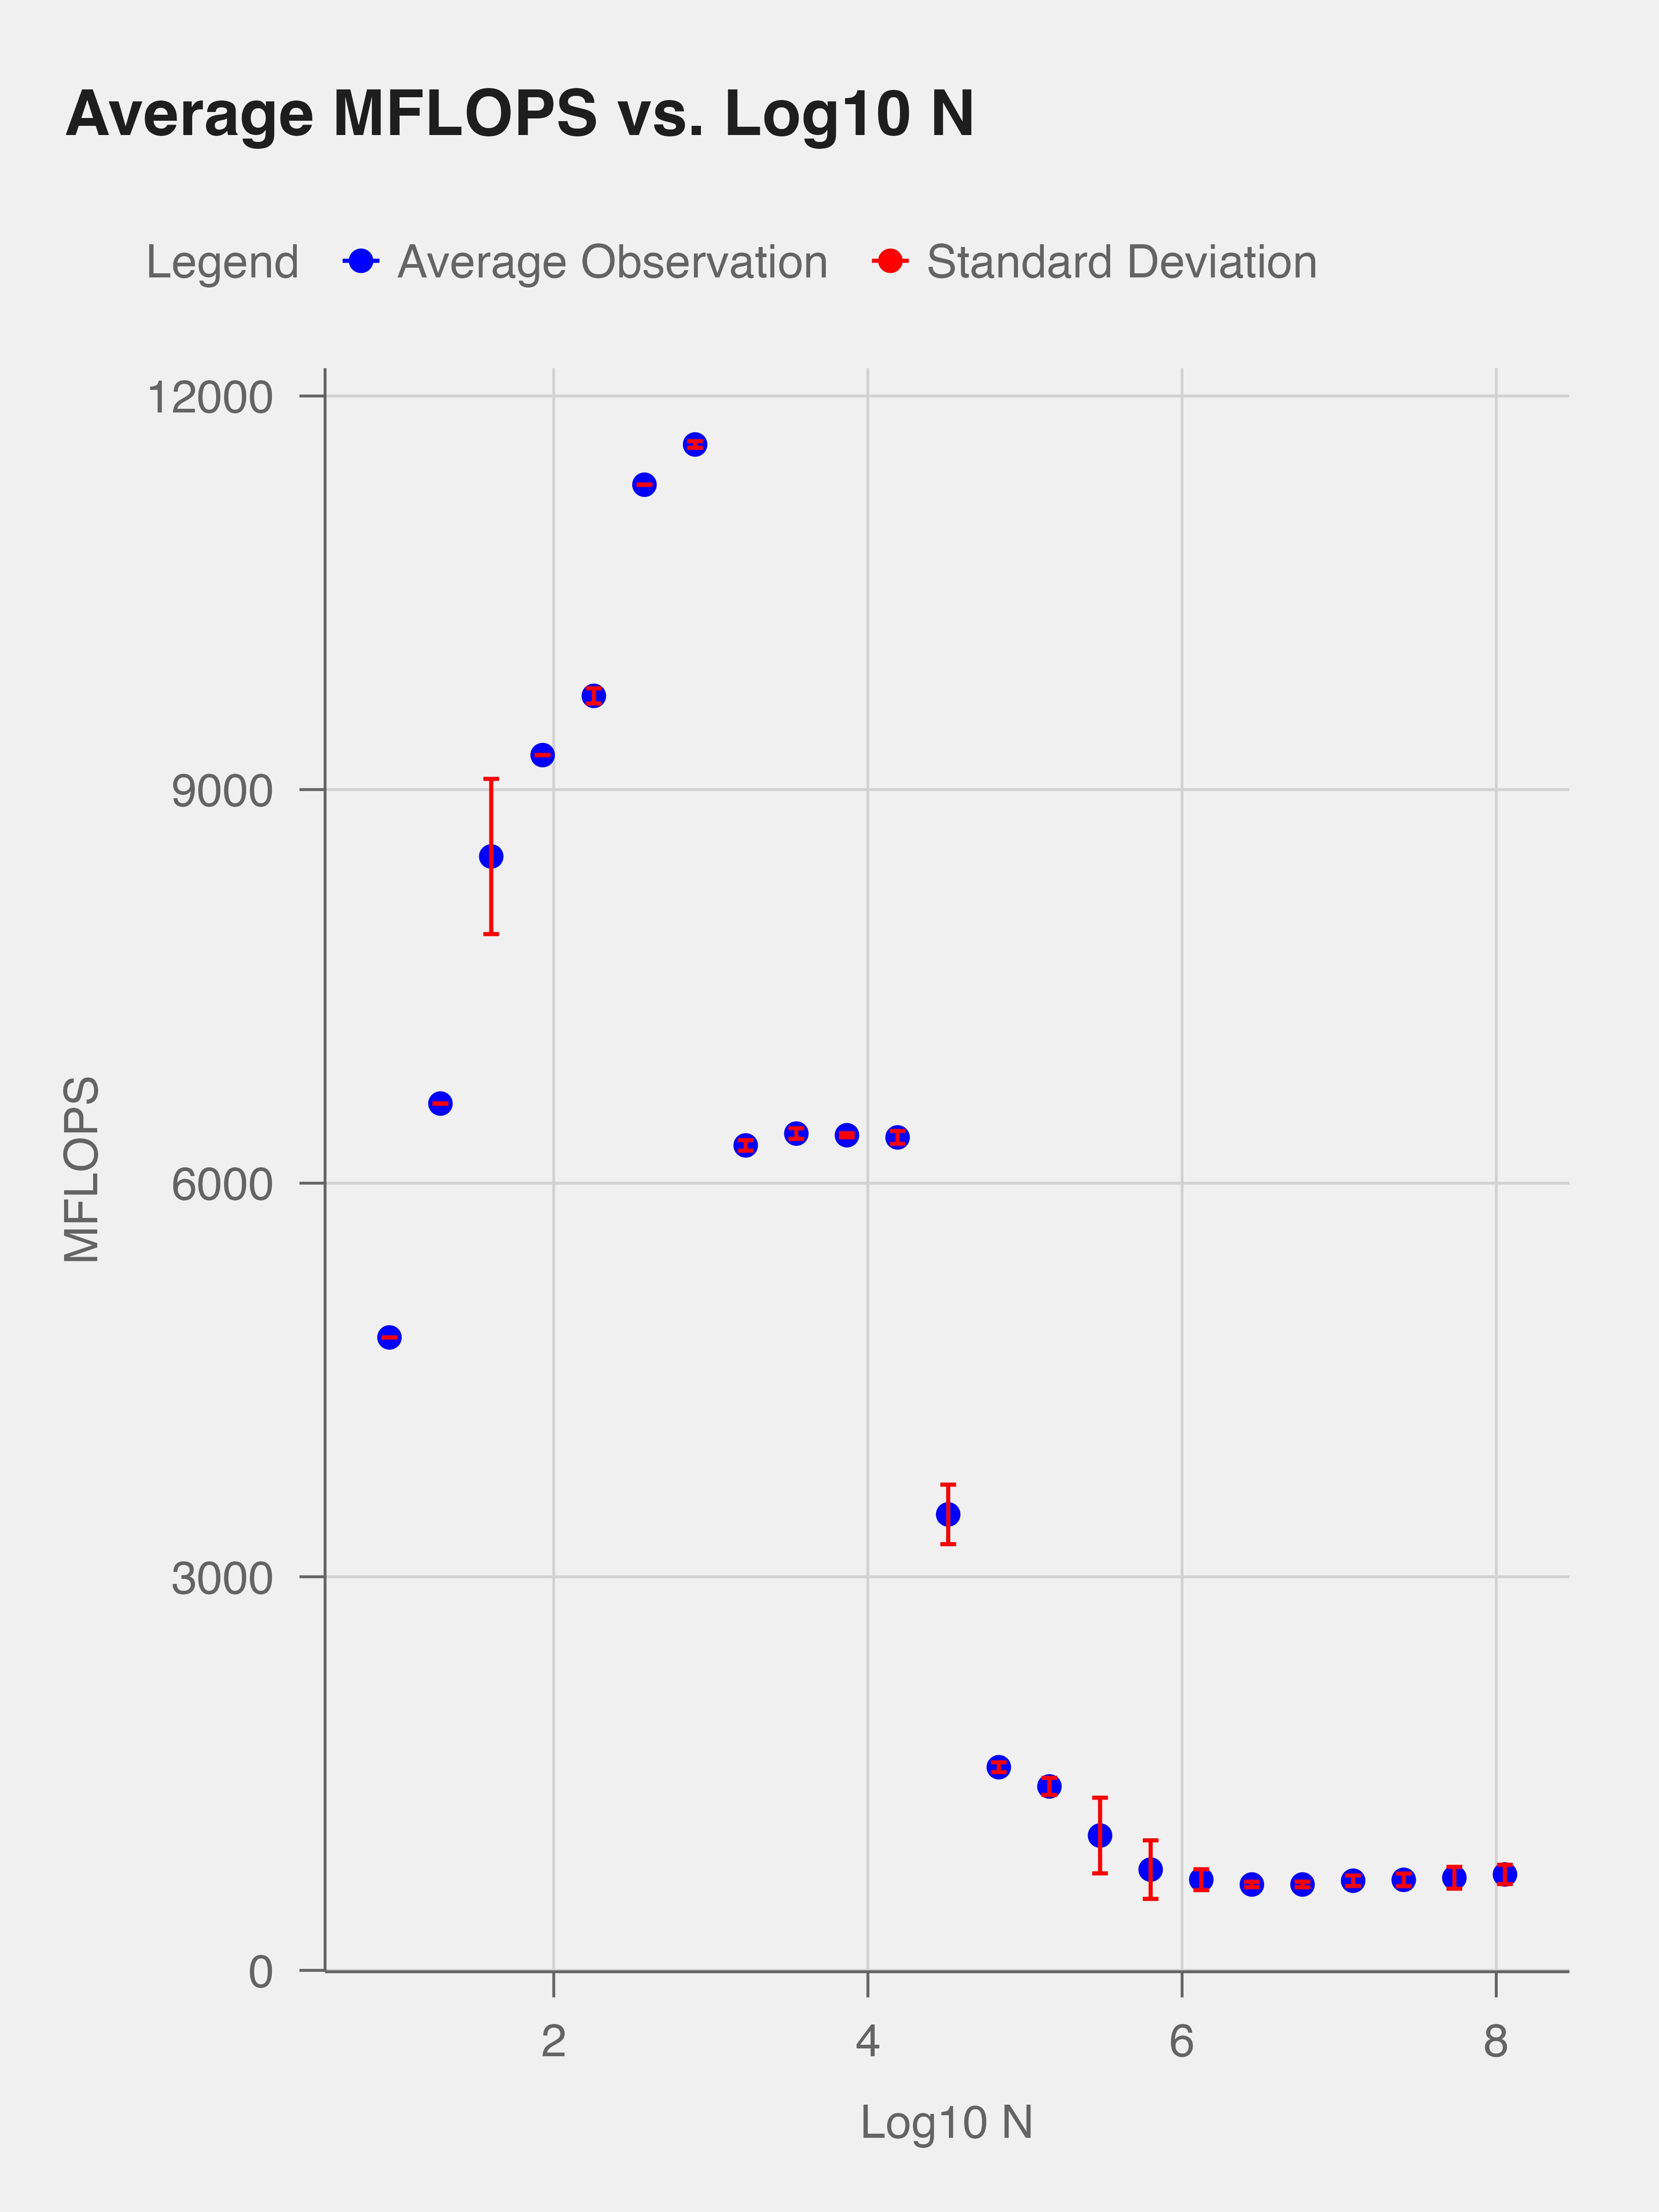 Average MFLOPS vs. Log10 N
Legend Average Observation Standard Deviation
12000
9000
6000
3000
0
MFLOPS
2 4 6 8
Log10 N